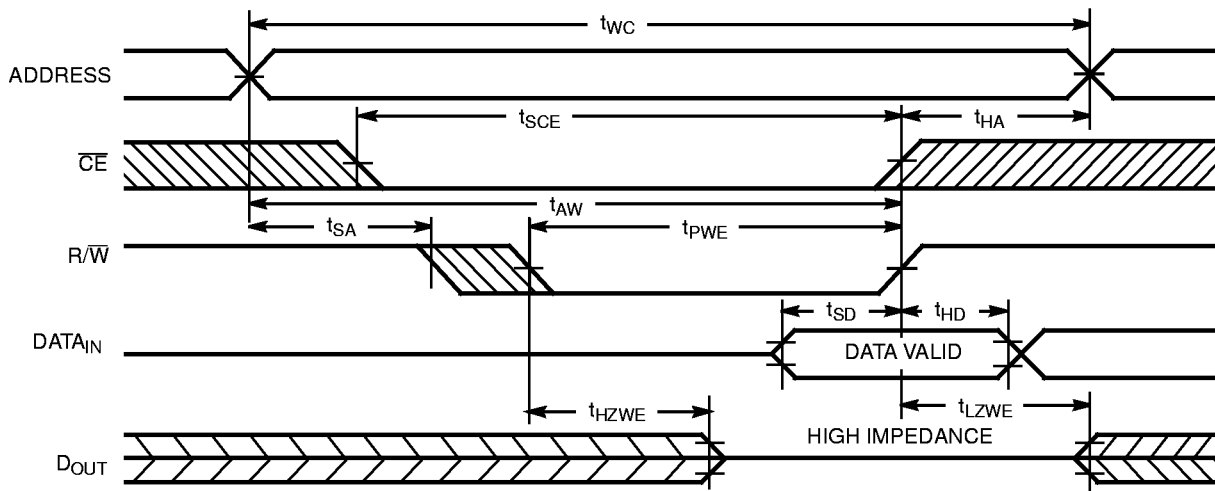 tWC
ADDRESS
tSCE
tHA
CE
tAW
tSA
tPWE
R/W
tSD
tHD
DATAIN
DATA VALID
tHZWE
tLZWE
HIGH IMPEDANCE
DOUT